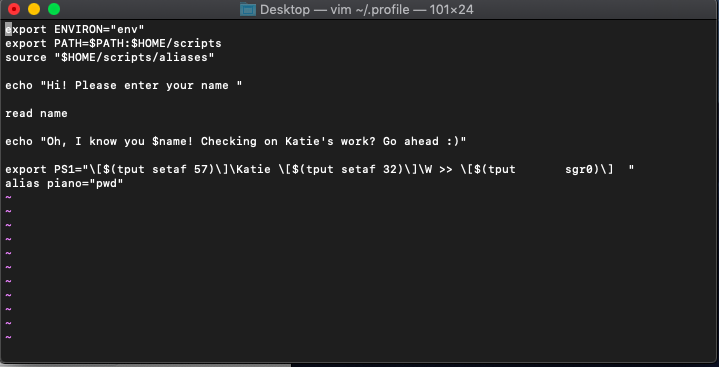 Desktop — vim ~/.profile — 101×24
export ENVIRON="env"
export PATH=$PATH:$HOME/scripts
source "$HOME/scripts/aliases"
echo "Hi! Please enter your name "
read name
echo "Oh, I know you $name! Checking on Katie's work? Go ahead :)"
export PS1="\[$(tput setaf 57)\]\Katie \[$(tput setaf 32)\]\W >> \[$(tput       sgr0)\]  "
alias piano="pwd"
~
~
~
~
~
~
~
~
~
~
~